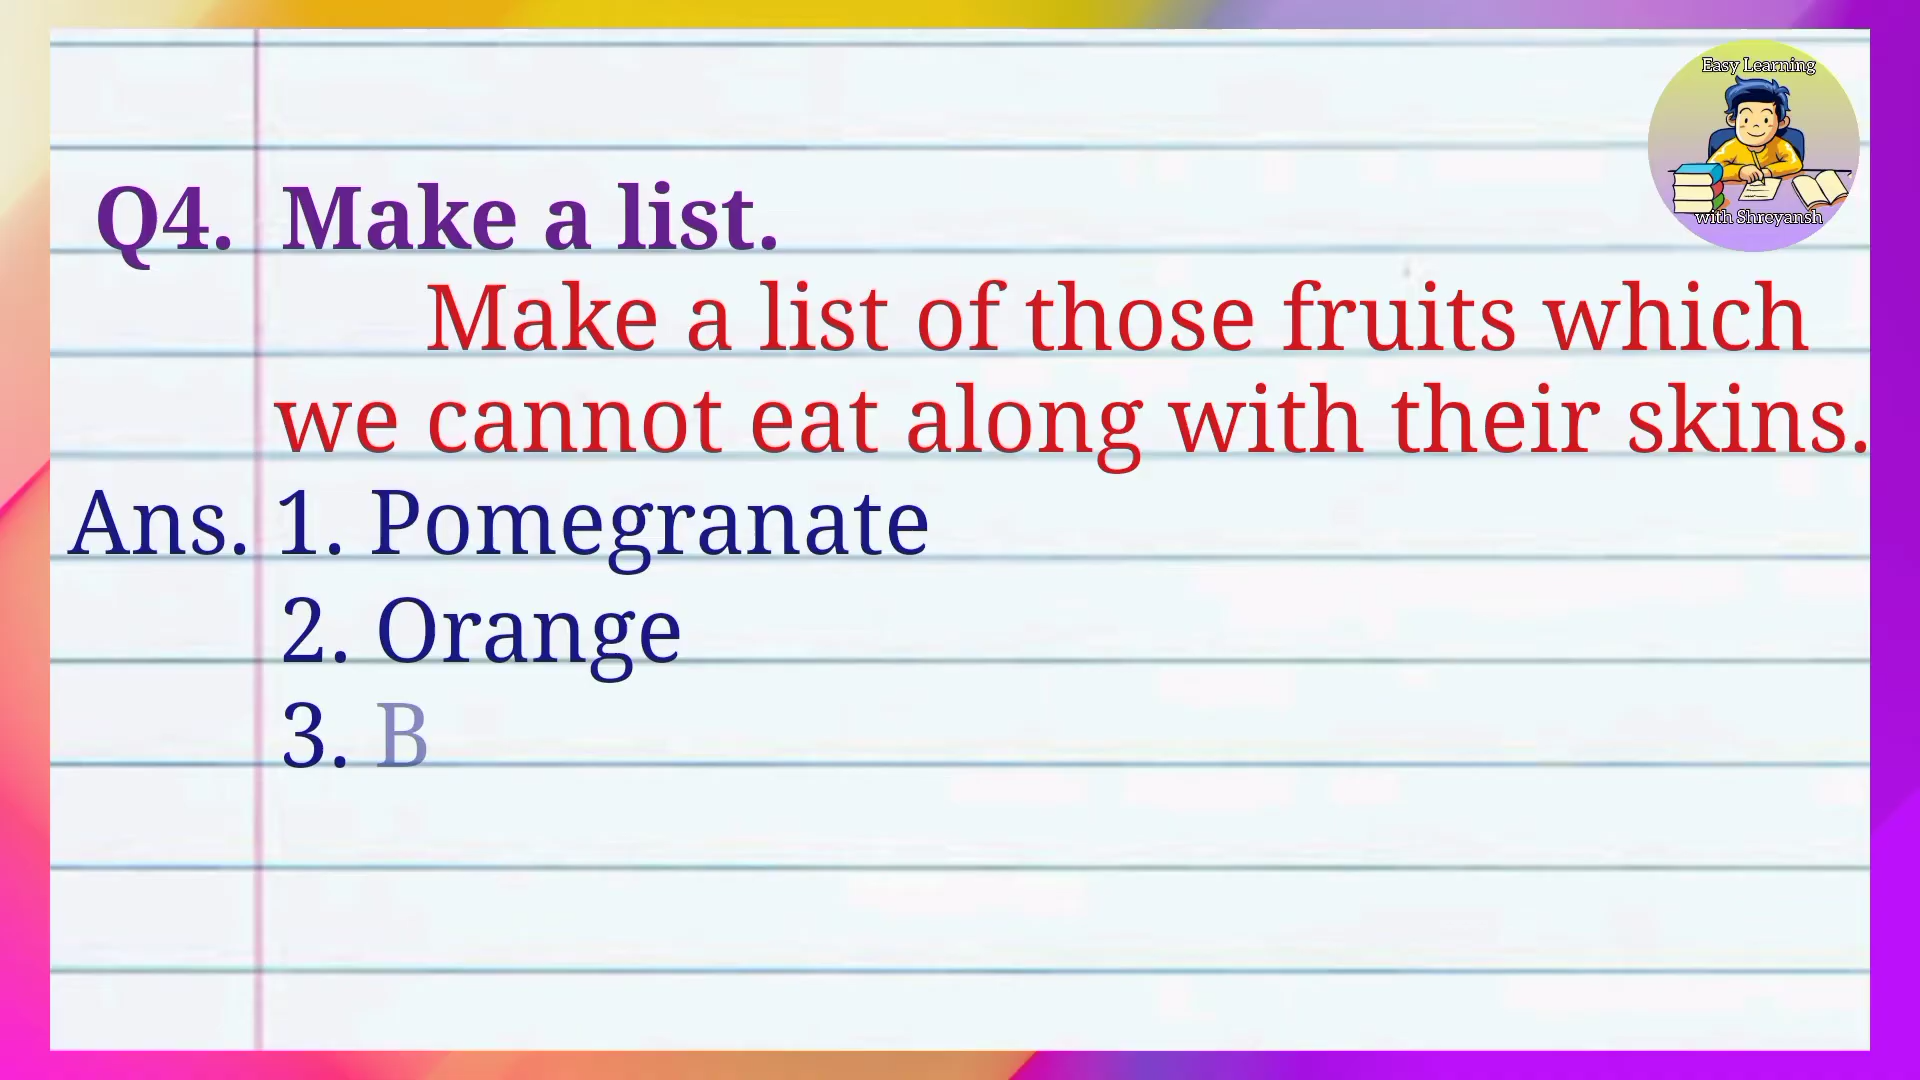 Easy Learning
with Shreyansh
Q4. Make a list.
Make a list of those fruits which
we cannot eat along with their skins.
Ans. 1. Pomegranate
2. Orange
3. B